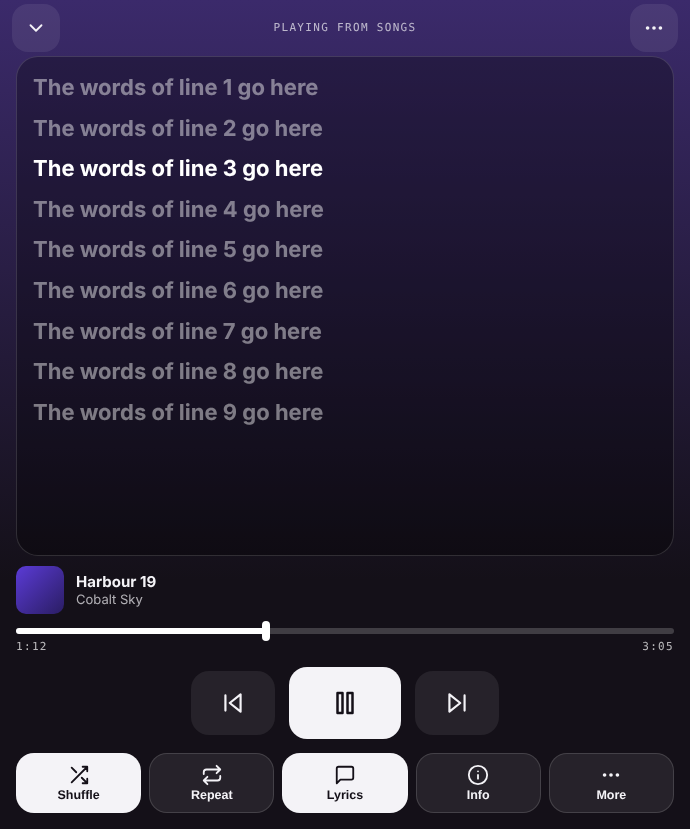 PLAYING FROM SONGS
The words of line 1 go here
The words of line 2 go here
The words of line 3 go here
The words of line 4 go here
The words of line 5 go here
The words of line 6 go here
The words of line 7 go here
The words of line 8 go here
The words of line 9 go here
Harbour 19
Cobalt Sky
1:12 3:05
Shuffle Repeat Lyrics Info More